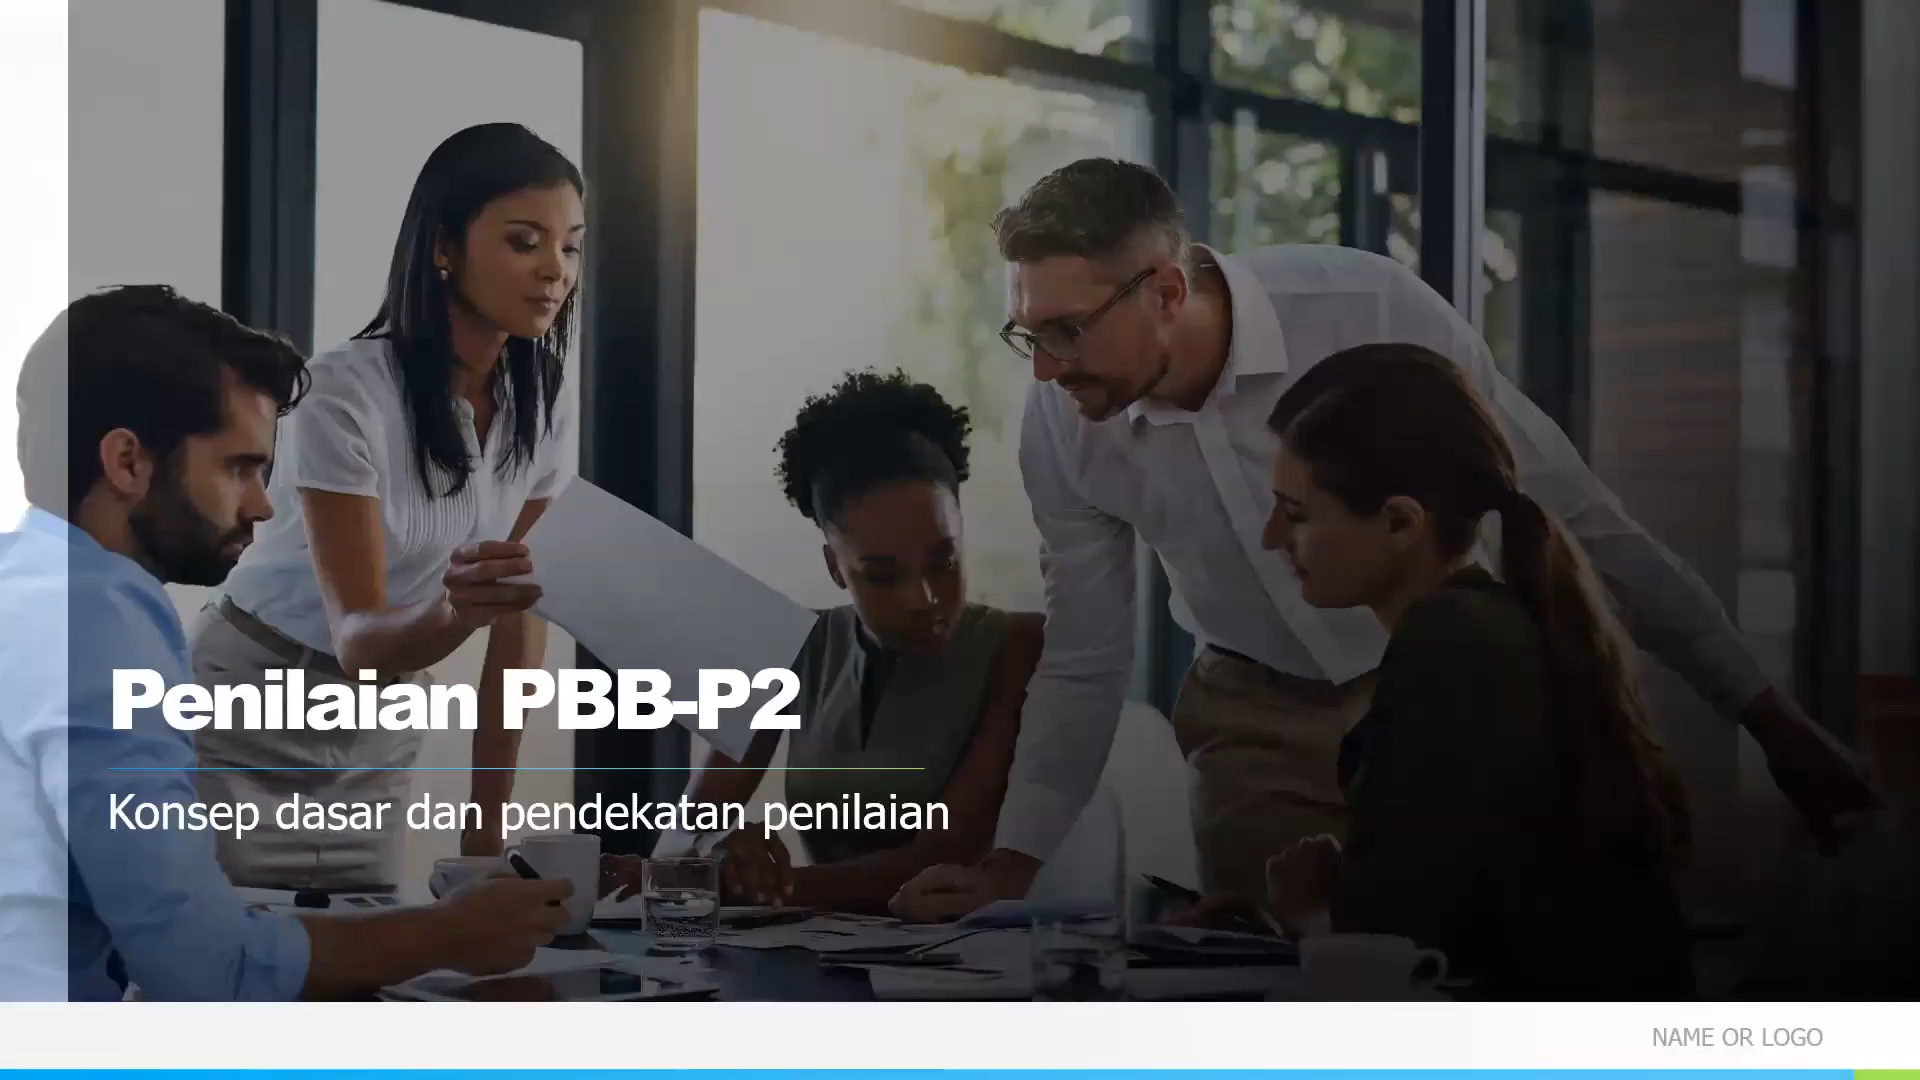 Penilaian PBB-P2
Konsep dasar dan pendekatan penilaian
NAME OR LOGO